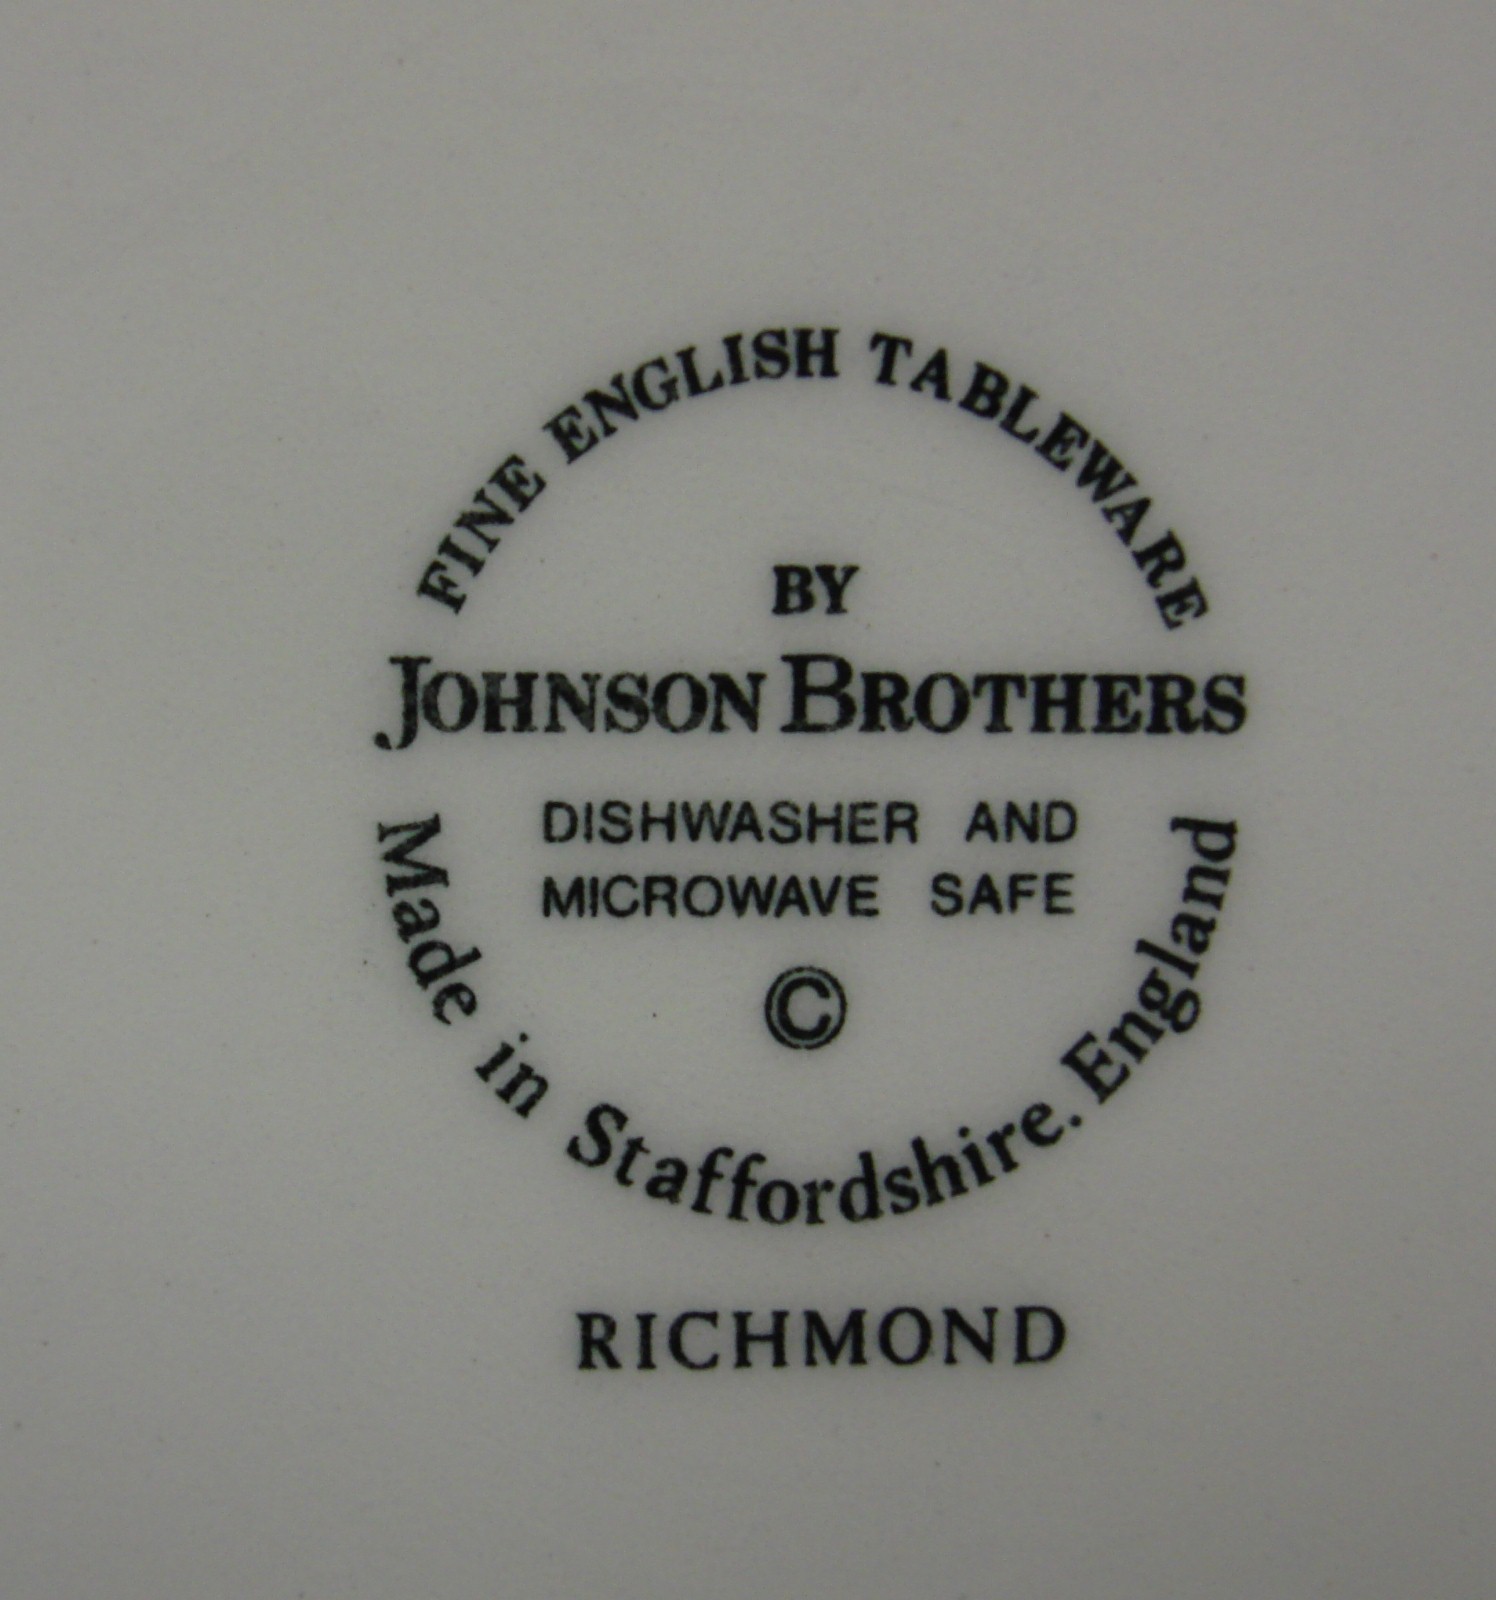 FINE ENGLISH TABLEWARE
BY
JOHNSON BROTHERS
DISHWASHER AND
MICROWAVE SAFE
©
Made in Staffordshire. England
RICHMOND